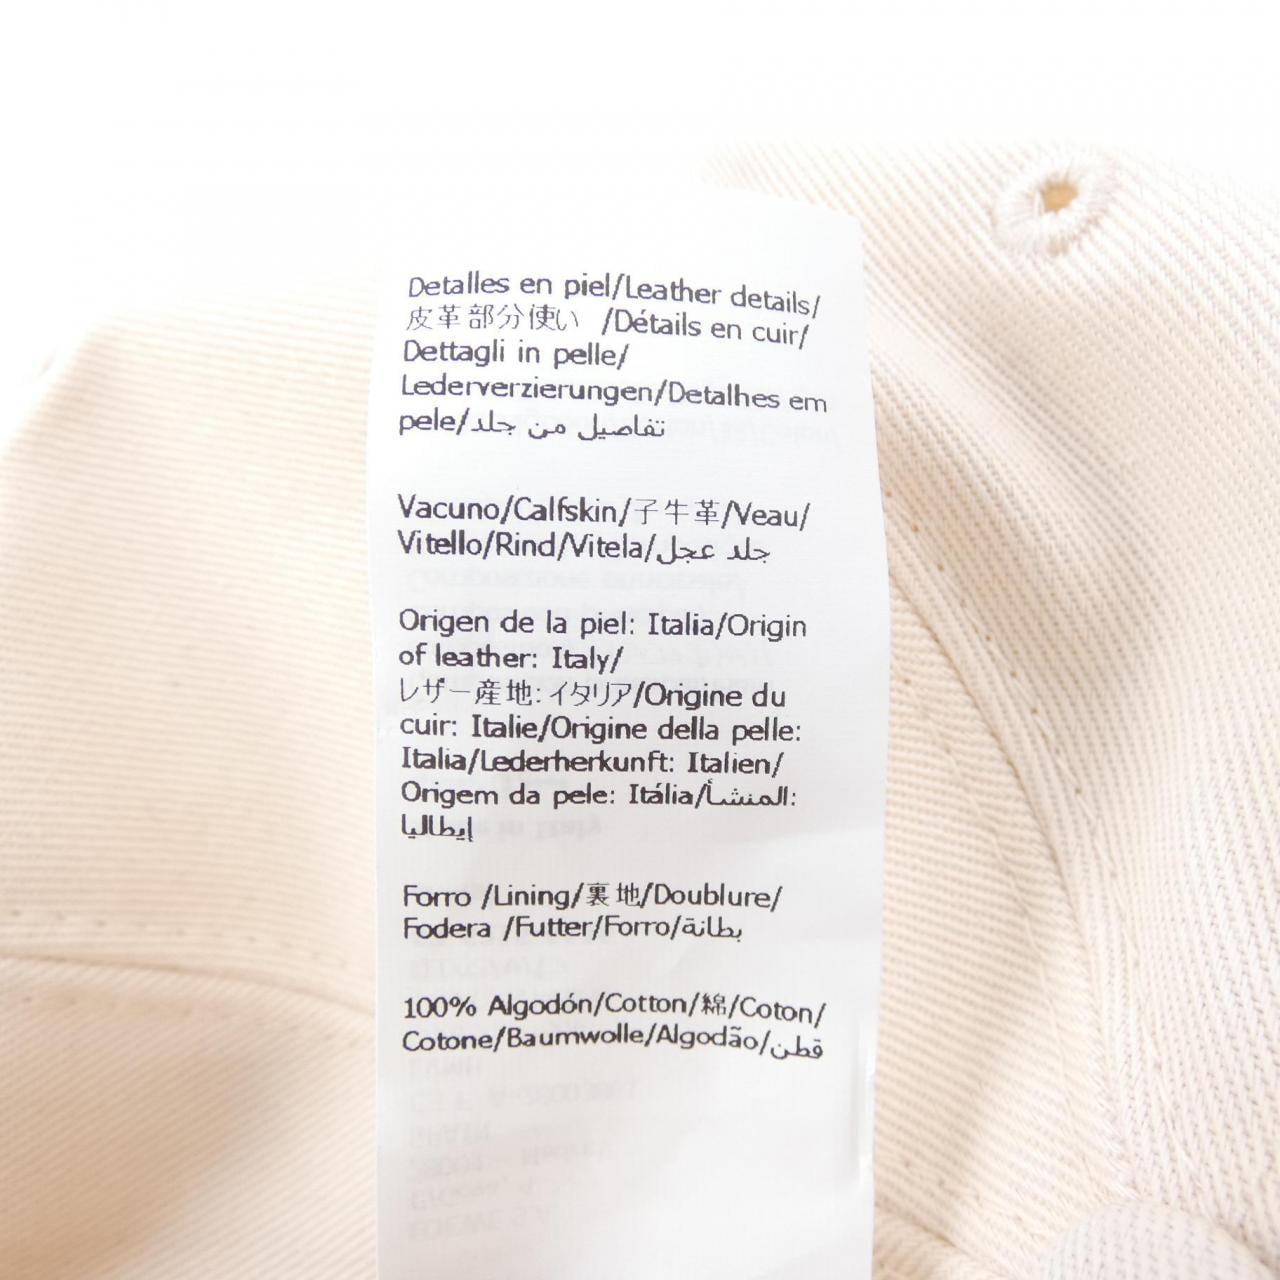 Detalles en piel/Leather details/
皮革部分使い /Détails en cuir/
Dettagli in pelle/
Lederverzierungen/Detalhes em
pele/تفاصيل من جلد
Vacuno/Calfskin/子牛革/Veau/
Vitello/Rind/Vitela/جلد عجل
Origen de la piel: Italia/Origin
of leather: Italy/
レザー産地:イタリア/Origine du
cuir: Italie/Origine della pelle:
Italia/Lederherkunft: Italien/
Origem da pele: Itália/المنشأ:
إيطاليا
Forro /Lining/裏地/Doublure/
Fodera /Futter/Forro/بطانة
100% Algodón/Cotton/綿/Coton/
Cotone/Baumwolle/Algodão/قطن